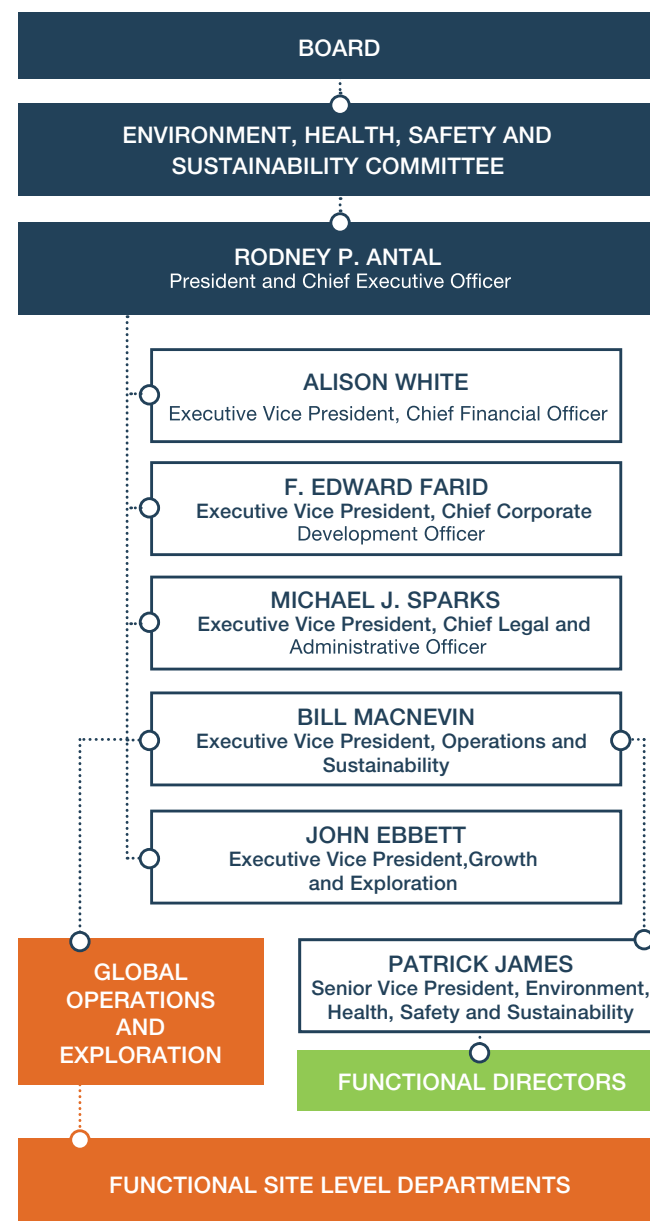 BOARD
ENVIRONMENT, HEALTH, SAFETY AND
SUSTAINABILITY COMMITTEE
RODNEY P. ANTAL
President and Chief Executive Officer
ALISON WHITE
Executive Vice President, Chief Financial Officer
F. EDWARD FARID
Executive Vice President, Chief Corporate
Development Officer
MICHAEL J. SPARKS
Executive Vice President, Chief Legal and
Administrative Officer
BILL MACNEVIN
Executive Vice President, Operations and
Sustainability
JOHN EBBETT
Executive Vice President,Growth
and Exploration
GLOBAL
OPERATIONS
AND
EXPLORATION
PATRICK JAMES
Senior Vice President, Environment,
Health, Safety and Sustainability
FUNCTIONAL DIRECTORS
FUNCTIONAL SITE LEVEL DEPARTMENTS